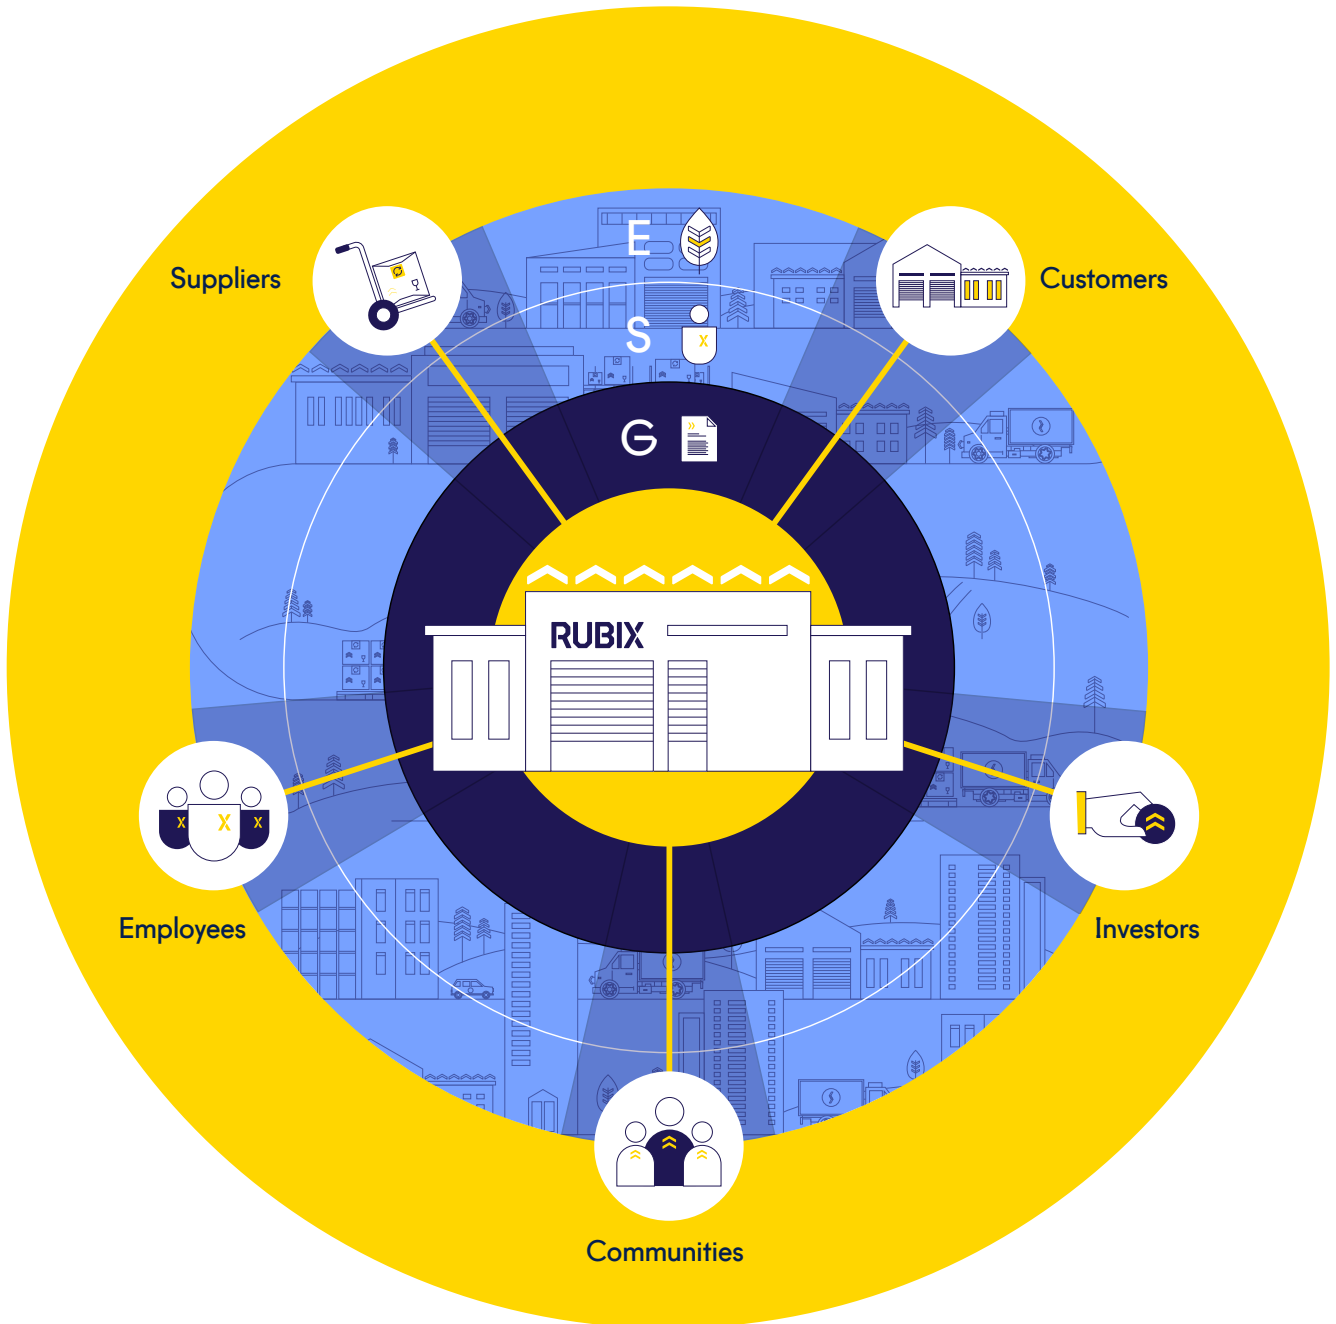 E
Suppliers
Customers
S
G
RUBIX
X
X
X
X
Employees
Investors
Communities